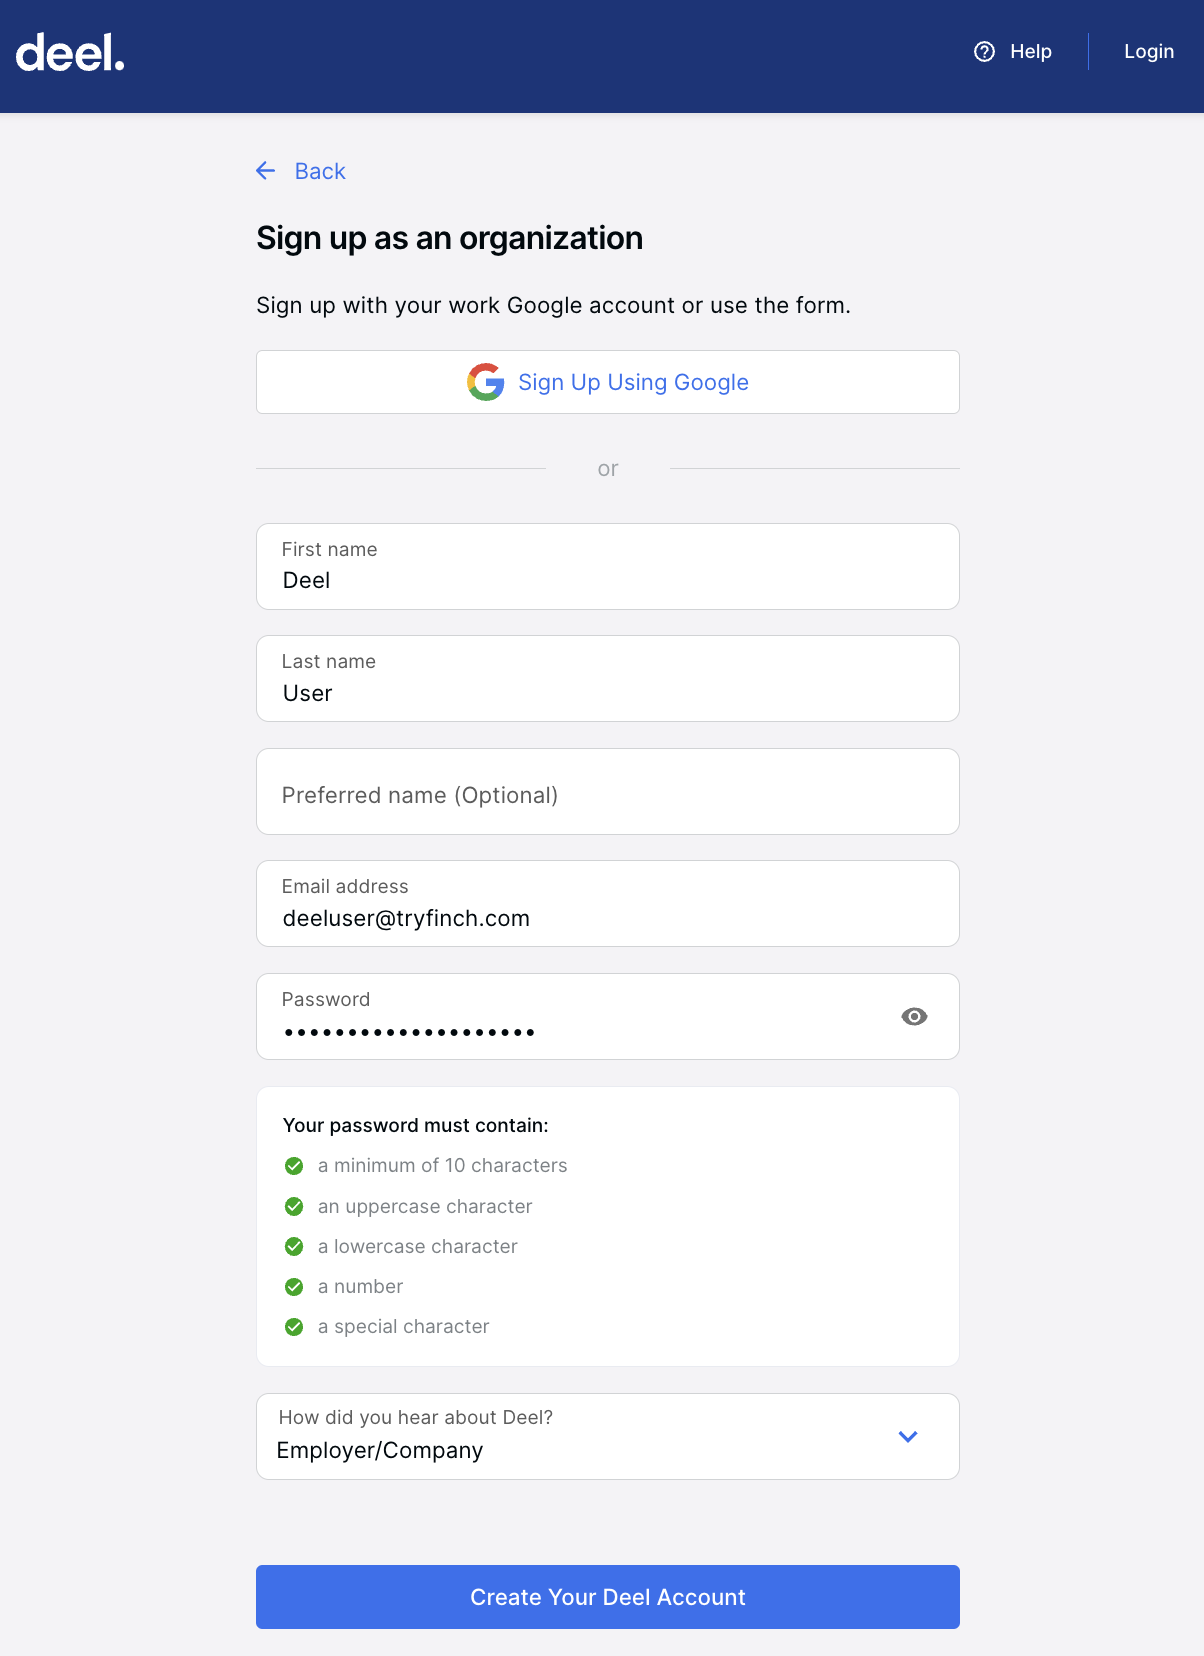 deel.
Help
Login
Back
Sign up as an organization
Sign up with your work Google account or use the form.
Sign Up Using Google
or
First name
Deel
Last name
User
Preferred name (Optional)
Email address
deeluser@tryfinch.com
Password
••••••••••••••••••••
Your password must contain:
a minimum of 10 characters
an uppercase character
a lowercase character
a number
a special character
How did you hear about Deel?
Employer/Company
Create Your Deel Account